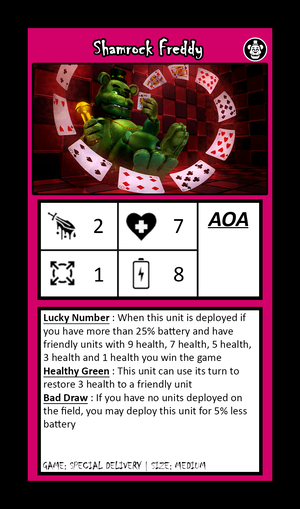 Shamrock Freddy
2
7
AOA
1
8
Lucky Number : When this unit is deployed if
you have more than 25% battery and have
friendly units with 9 health, 7 health, 5 health,
3 health and 1 health you win the game
Healthy Green : This unit can use its turn to
restore 3 health to a friendly unit
Bad Draw : If you have no units deployed on
the field, you may deploy this unit for 5% less
battery
GAME: SPECIAL DELIVERY | SIZE: MEDIUM